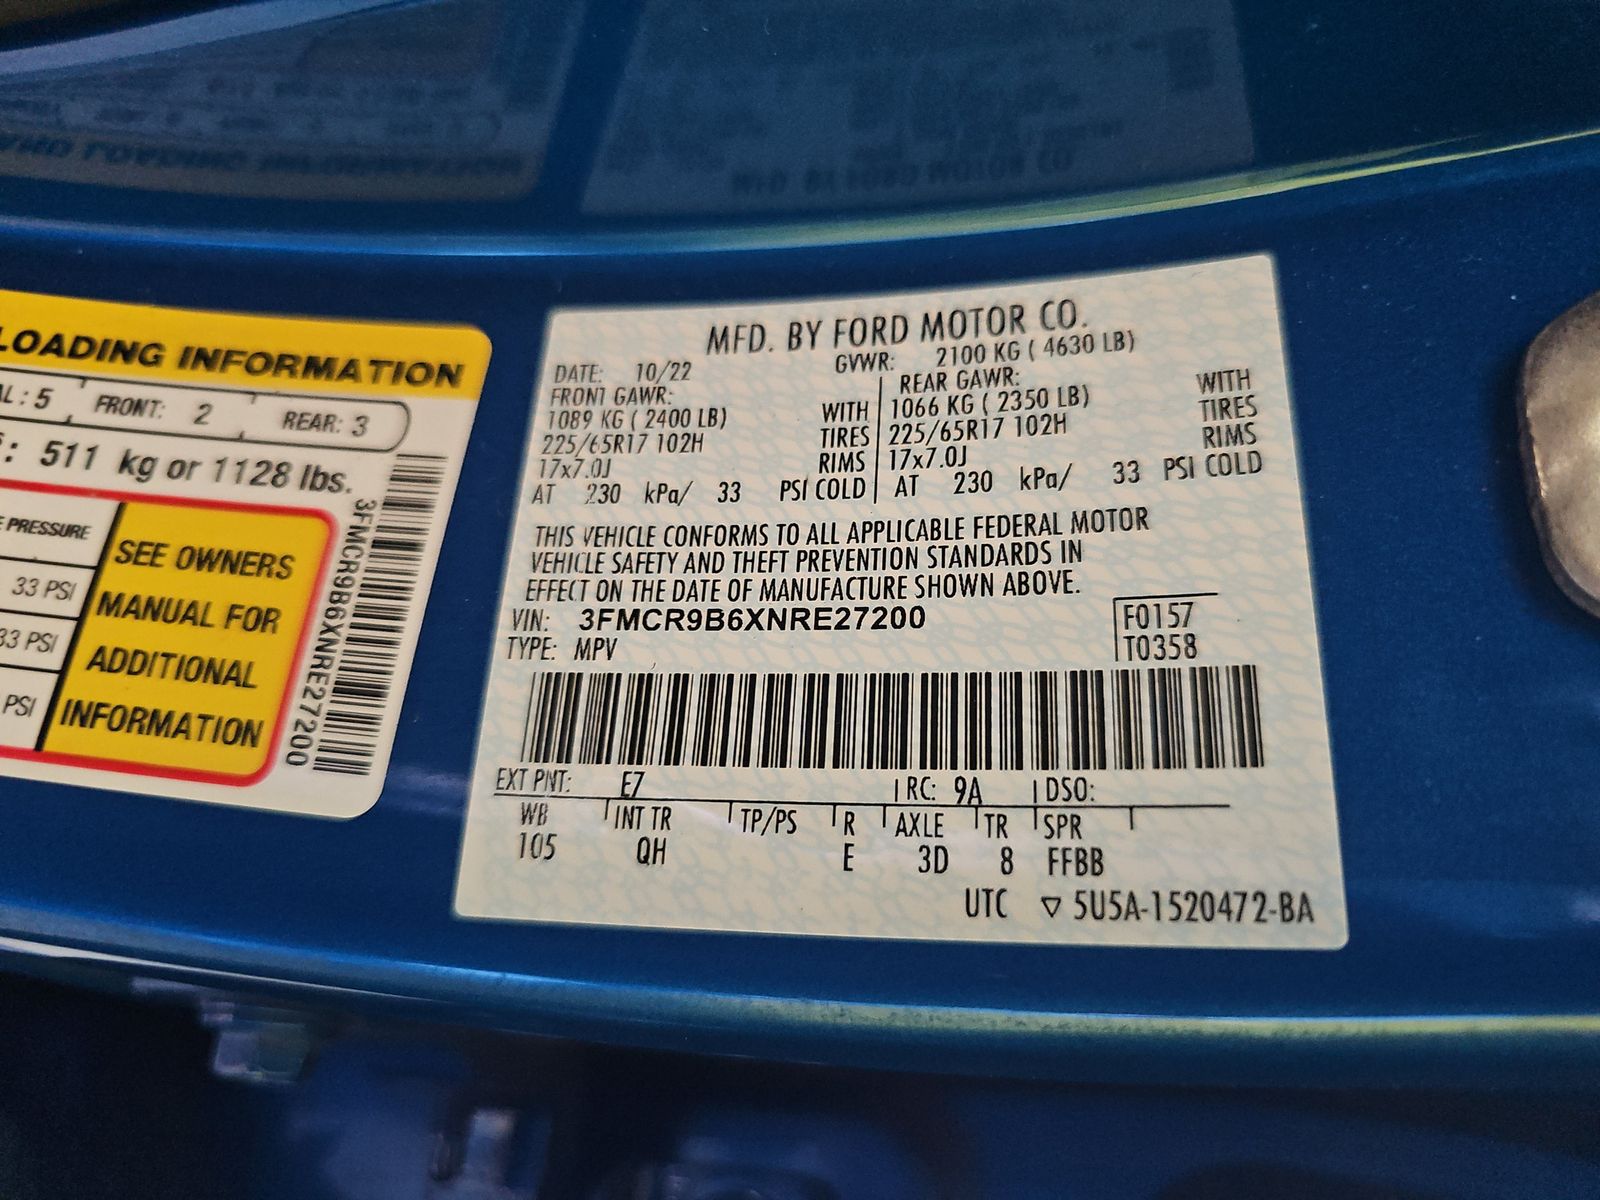 LOADING INFORMATION
AL: 5 FRONT: 2 REAR: 3
: 511 kg or 1128 lbs.
PRESSURE
33 PSI
33 PSI
PSI
SEE OWNERS
MANUAL FOR
ADDITIONAL
INFORMATION
3FMCR9B6XNRE27200
MFD. BY FORD MOTOR CO.
DATE: 10/22 GVWR: 2100 KG ( 4630 LB)
FRONT GAWR: REAR GAWR:
1089 KG ( 2400 LB) WITH 1066 KG ( 2350 LB) WITH
225/65R17 102H TIRES 225/65R17 102H TIRES
17x7.0J RIMS 17x7.0J RIMS
AT 230 kPa/ 33 PSI COLD AT 230 kPa/ 33 PSI COLD
THIS VEHICLE CONFORMS TO ALL APPLICABLE FEDERAL MOTOR
VEHICLE SAFETY AND THEFT PREVENTION STANDARDS IN
EFFECT ON THE DATE OF MANUFACTURE SHOWN ABOVE.
VIN: 3FMCR9B6XNRE27200 F0157
TYPE: MPV T0358
EXT PNT: E7 RC: 9A DSO:
WB INT TR TP/PS R AXLE TR SPR
105 QH E 3D 8 FFBB
UTC ▽ 5U5A-1520472-BA